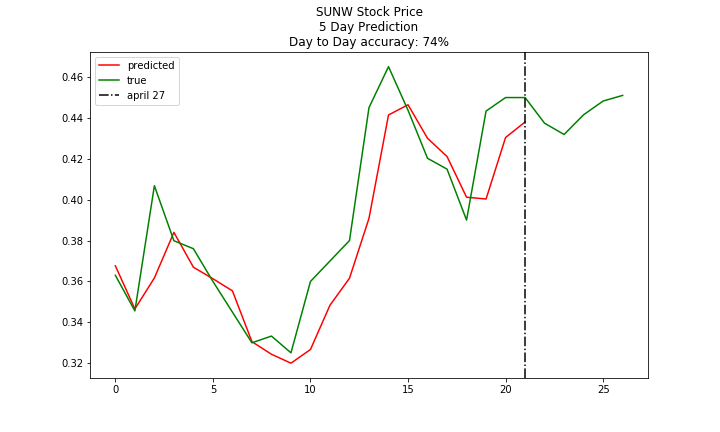 SUNW Stock Price
5 Day Prediction
Day to Day accuracy: 74%
predicted
true
april 27
0.46
0.44
0.42
0.40
0.38
0.36
0.34
0.32
0 5 10 15 20 25